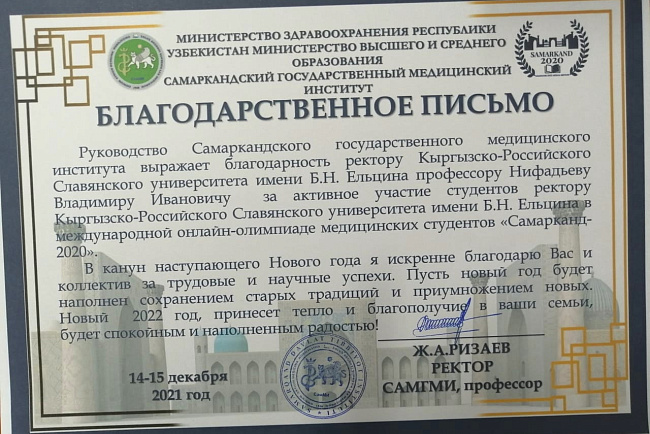 МИНИСТЕРСТВО ЗДРАВООХРАНЕНИЯ РЕСПУБЛИКИ
УЗБЕКИСТАН МИНИСТЕРСТВО ВЫСШЕГО И СРЕДНЕГО
ОБРАЗОВАНИЯ
САМАРКАНДСКИЙ ГОСУДАРСТВЕННЫЙ МЕДИЦИНСКИЙ
ИНСТИТУТ
SAMARKAND
2020
БЛАГОДАРСТВЕННОЕ ПИСЬМО
Руководство Самаркандского государственного медицинского
института выражает благодарность ректору Кыргызско-Российского
Славянского университета имени Б.Н. Ельцина профессору Нифадьеву
Владимиру Ивановичу за активное участие студентов ректору
Кыргызско-Российского Славянского университета имени Б.Н. Ельцина в
международной онлайн-олимпиаде медицинских студентов «Самарканд-
2020».
В канун наступающего Нового года я искренне благодарю Вас и
коллектив за трудовые и научные успехи. Пусть новый год будет
наполнен сохранением старых традиций и приумножением новых.
Новый 2022 год, принесет тепло и благополучие в ваши семьи,
будет спокойным и наполненным радостью!
Ж.А.РИЗАЕВ
РЕКТОР
САМГМИ, профессор
14-15 декабря
2021 год